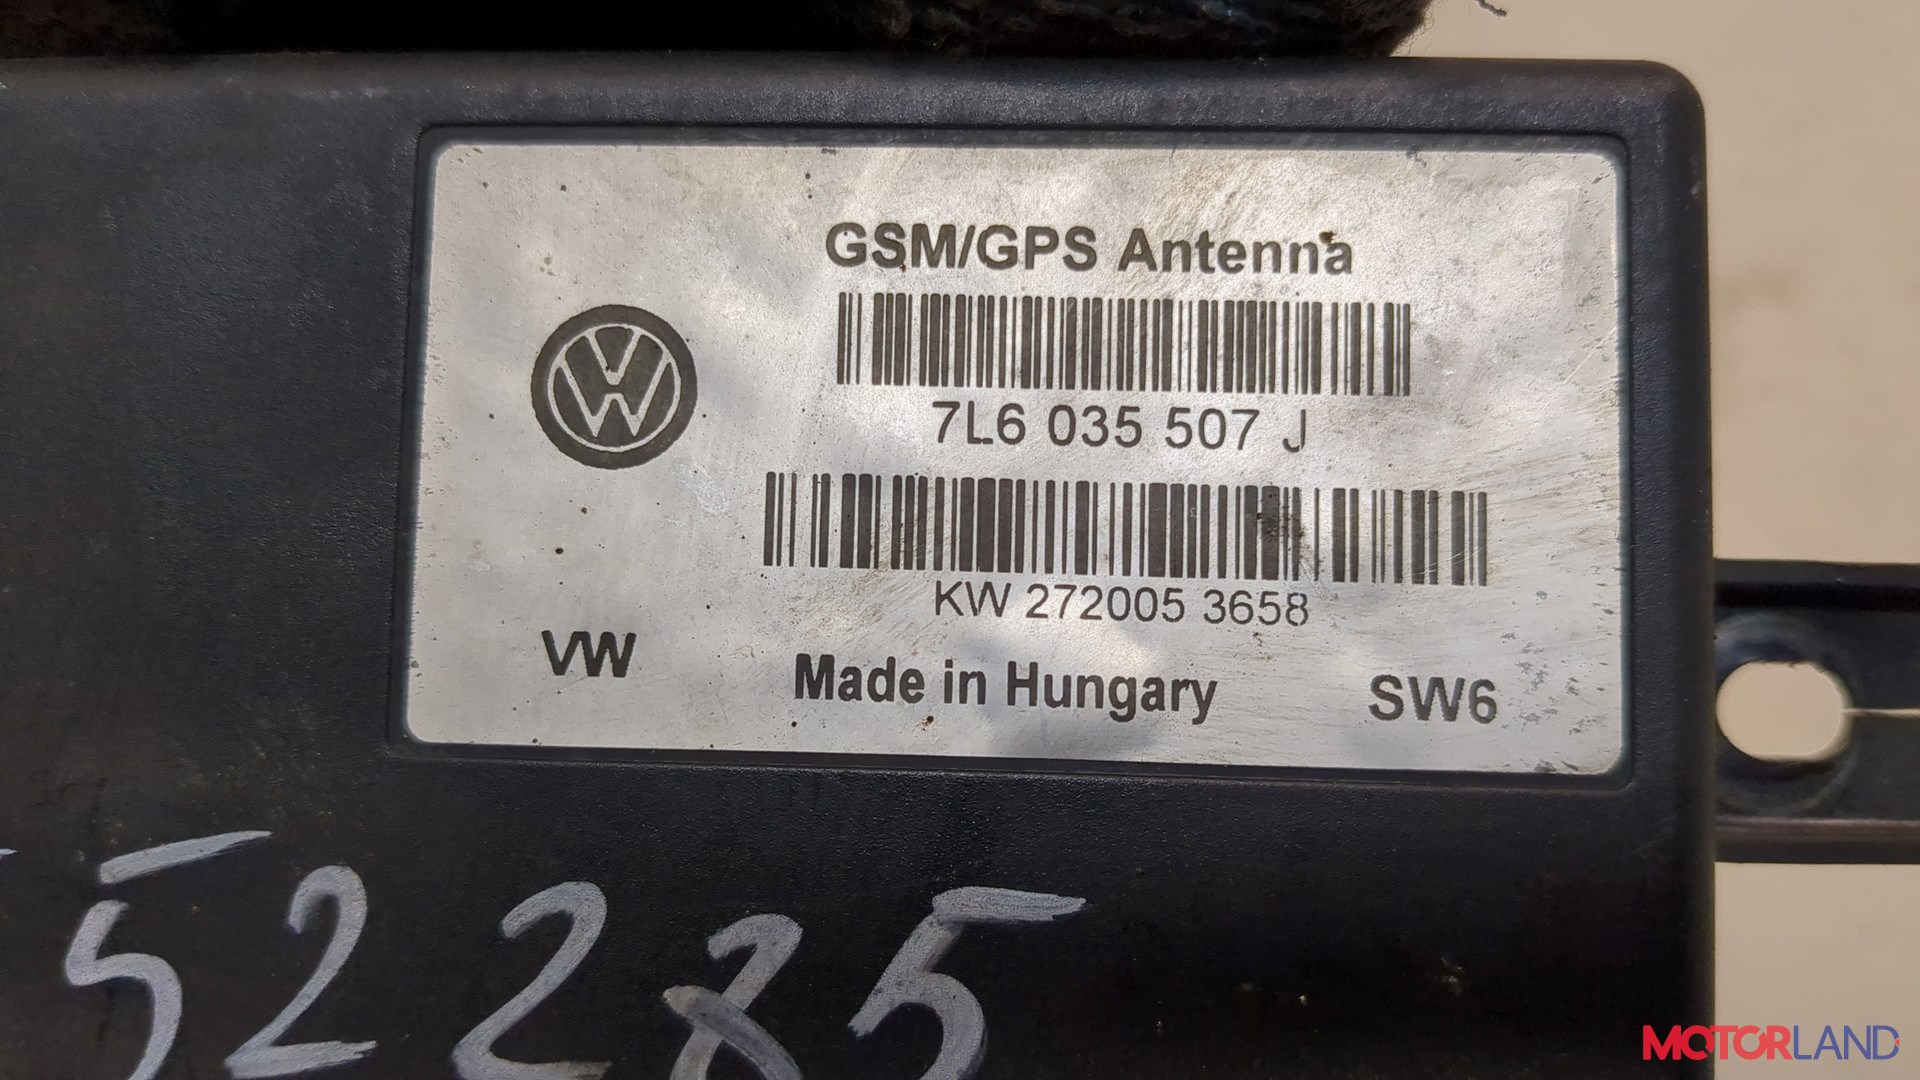 GSM/GPS Antenna
7L6 035 507 J
KW 272005 3658
VW
Made in Hungary
SW6
52285
MOTORLAND